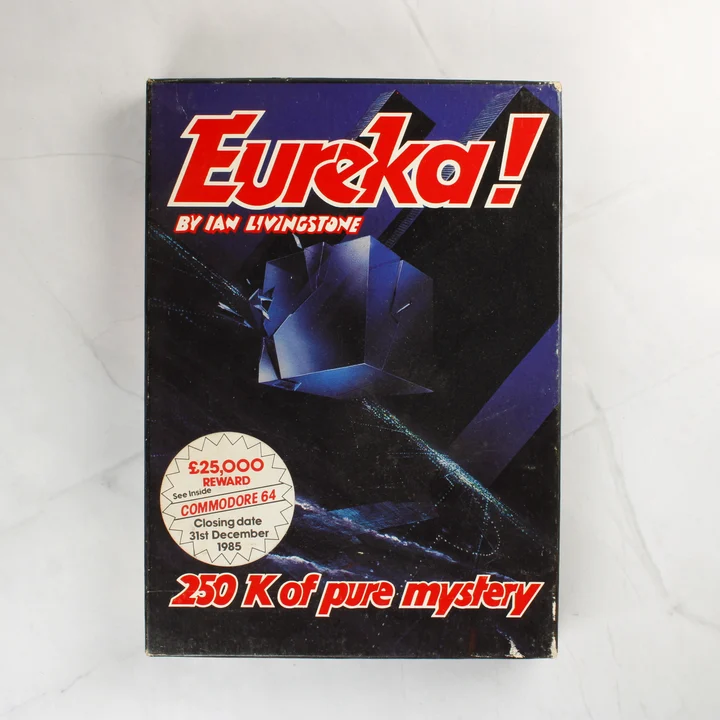 Eureka!
BY IAN LIVINGSTONE
£25,000
REWARD
See Inside
COMMODORE 64
Closing date
31st December
1985
250 K of pure mystery